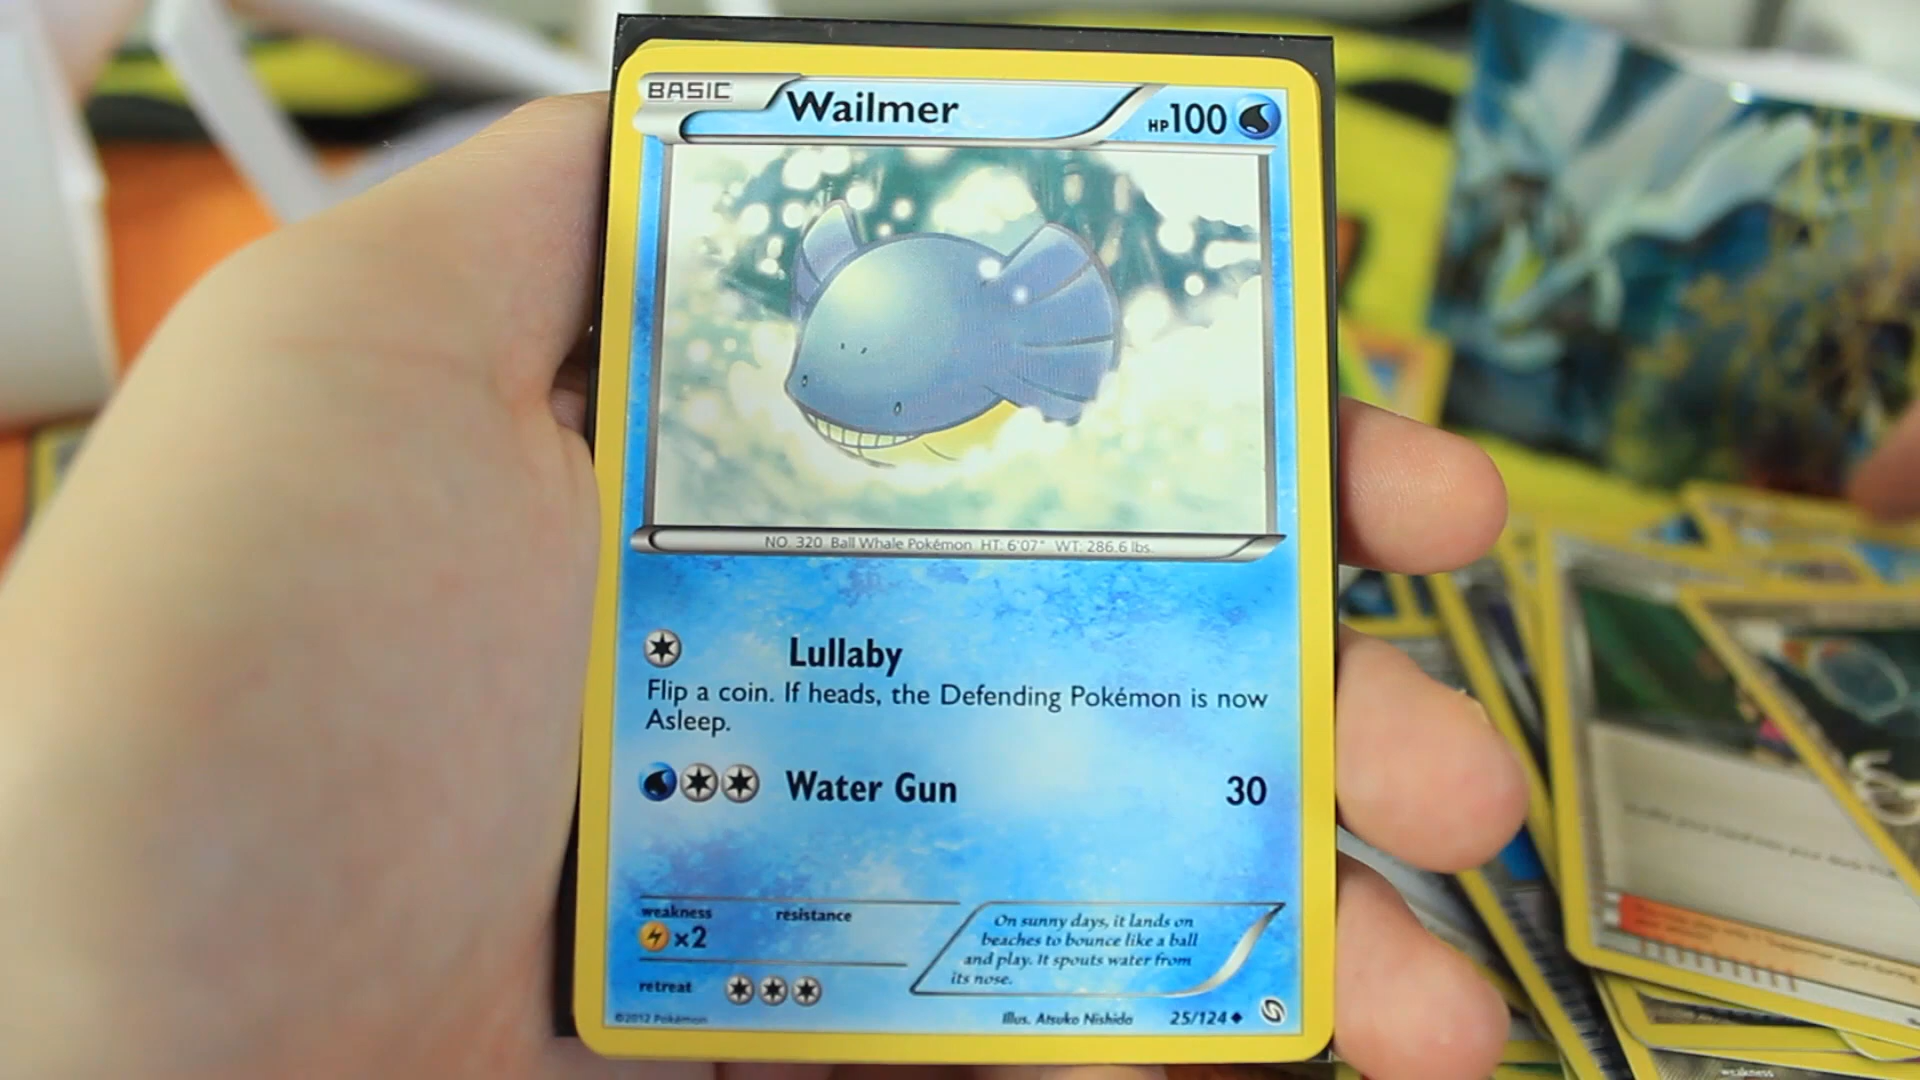 BASIC Wailmer HP100
NO. 320 Ball Whale Pokémon HT: 6'07" WT: 286.6 lbs.
Lullaby
Flip a coin. If heads, the Defending Pokémon is now
Asleep.
Water Gun 30
weakness resistance
x2
retreat
On sunny days, it lands on
beaches to bounce like a ball
and play. It spouts water from
its nose.
©2012 Pokémon Illus. Atsuko Nishida 25/124
weakness